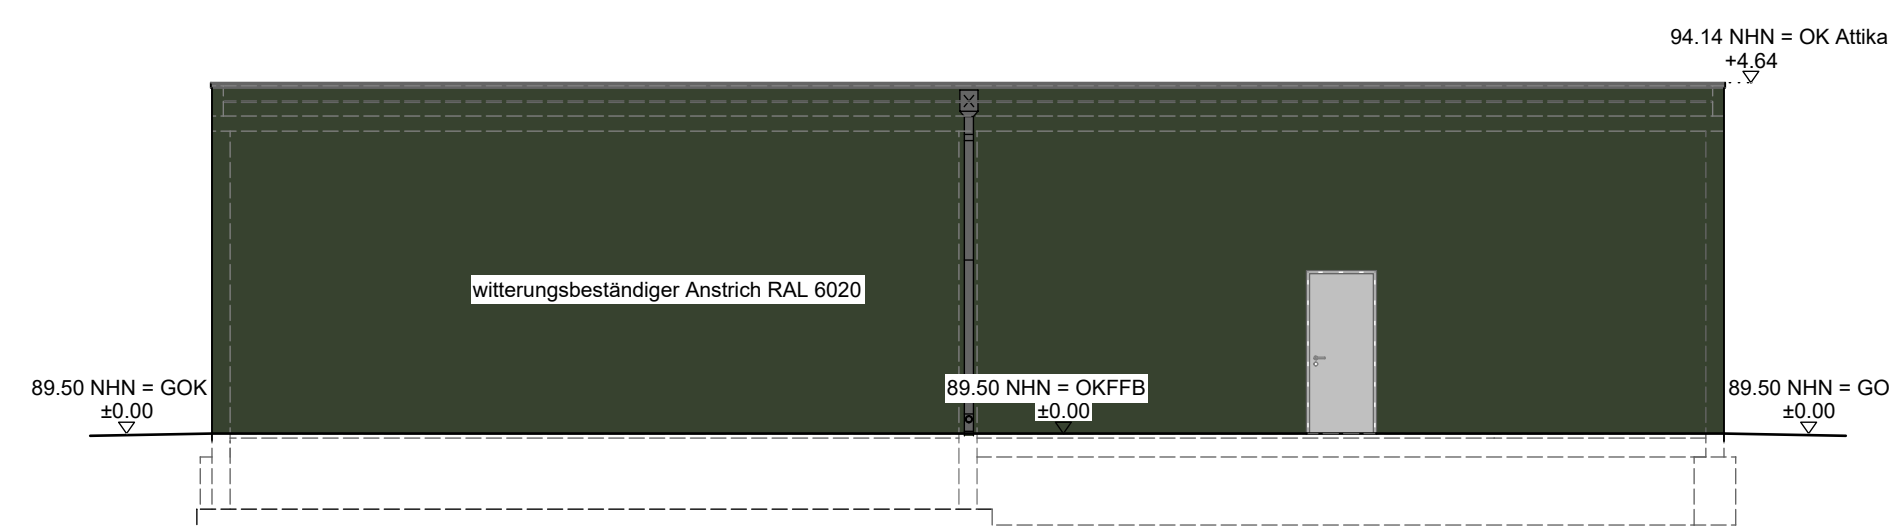 94.14 NHN = OK Attika
+4.64
witterungsbeständiger Anstrich RAL 6020
89.50 NHN = GOK
±0.00
89.50 NHN = OKFFB
±0.00
89.50 NHN = GO
±0.00